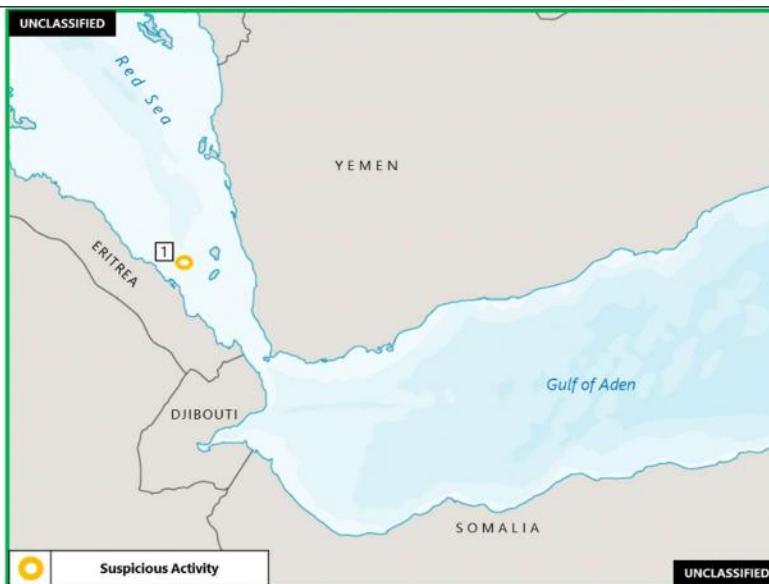 UNCLASSIFIED
Red Sea
YEMEN
1
ERITREA
Gulf of Aden
DJIBOUTI
SOMALIA
Suspicious Activity
UNCLASSIFIED